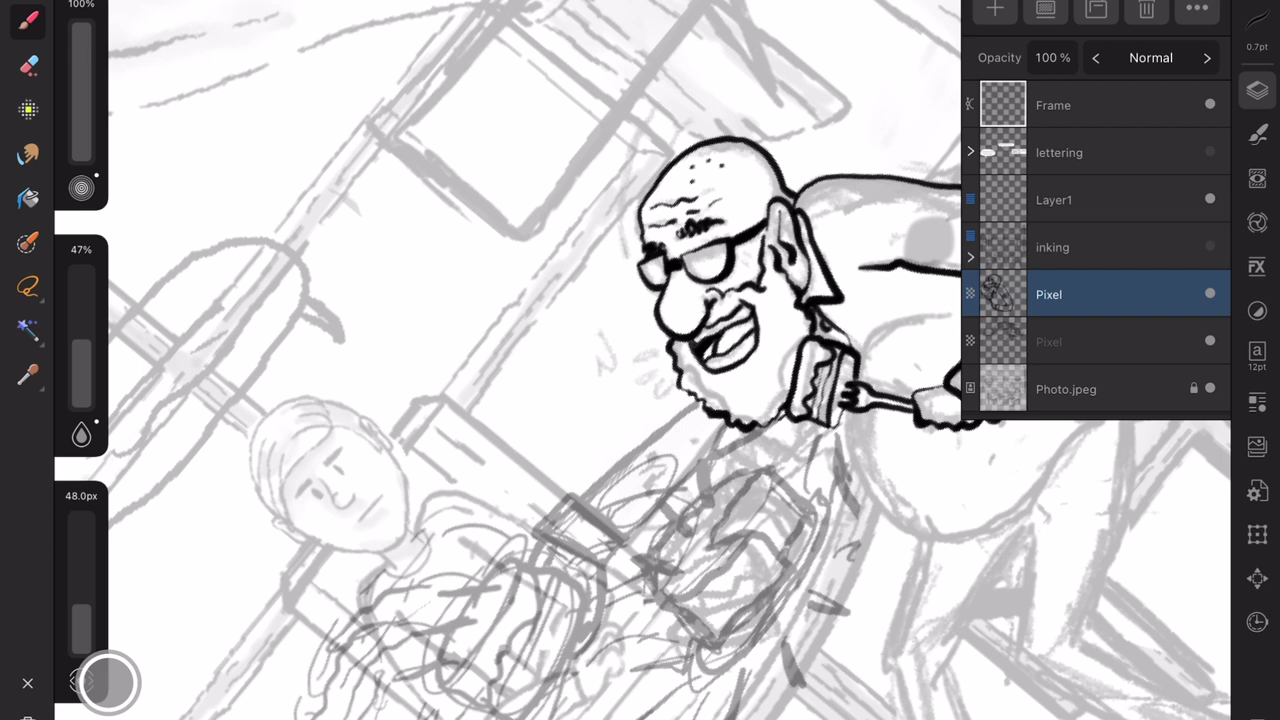 100%
47%
48.0px
Opacity 100 % Normal
Frame
lettering
Layer1
inking
Pixel
Pixel
Photo.jpeg
0.7pt
FX
a
12pt